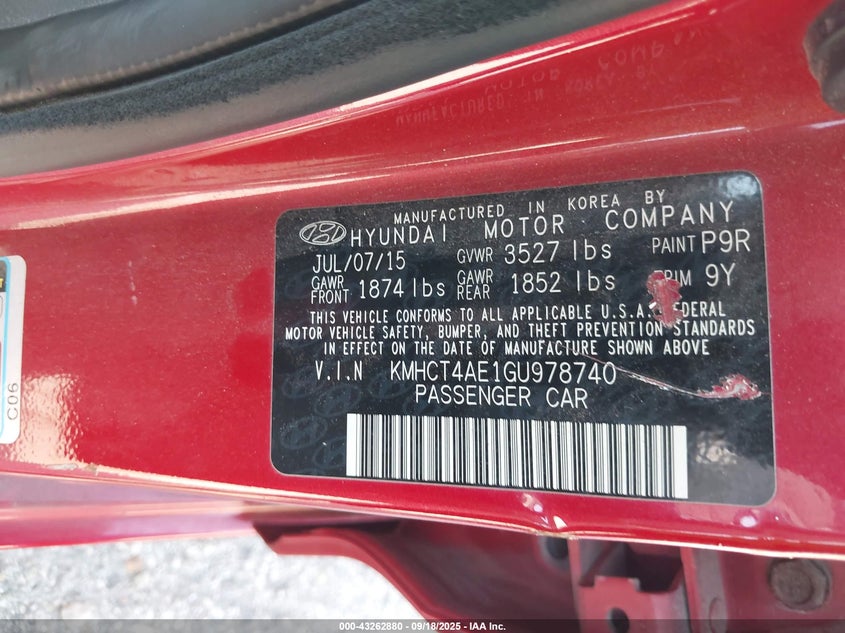 MANUFACTURED IN KOREA BY
HYUNDAI MOTOR COMPANY
JUL/07/15 GVWR 3527 lbs PAINT P9R
GAWR FRONT 1874 lbs GAWR REAR 1852 lbs 9Y
THIS VEHICLE CONFORMS TO ALL APPLICABLE U.S.A. FEDERAL
MOTOR VEHICLE SAFETY, BUMPER, AND THEFT PREVENTION STANDARDS
IN EFFECT ON THE DATE OF MANUFACTURE SHOWN ABOVE
V.I.N KMHCT4AE1GU978740
PASSENGER CAR
C06
000-43262880 - 09/18/2025 - IAA Inc.